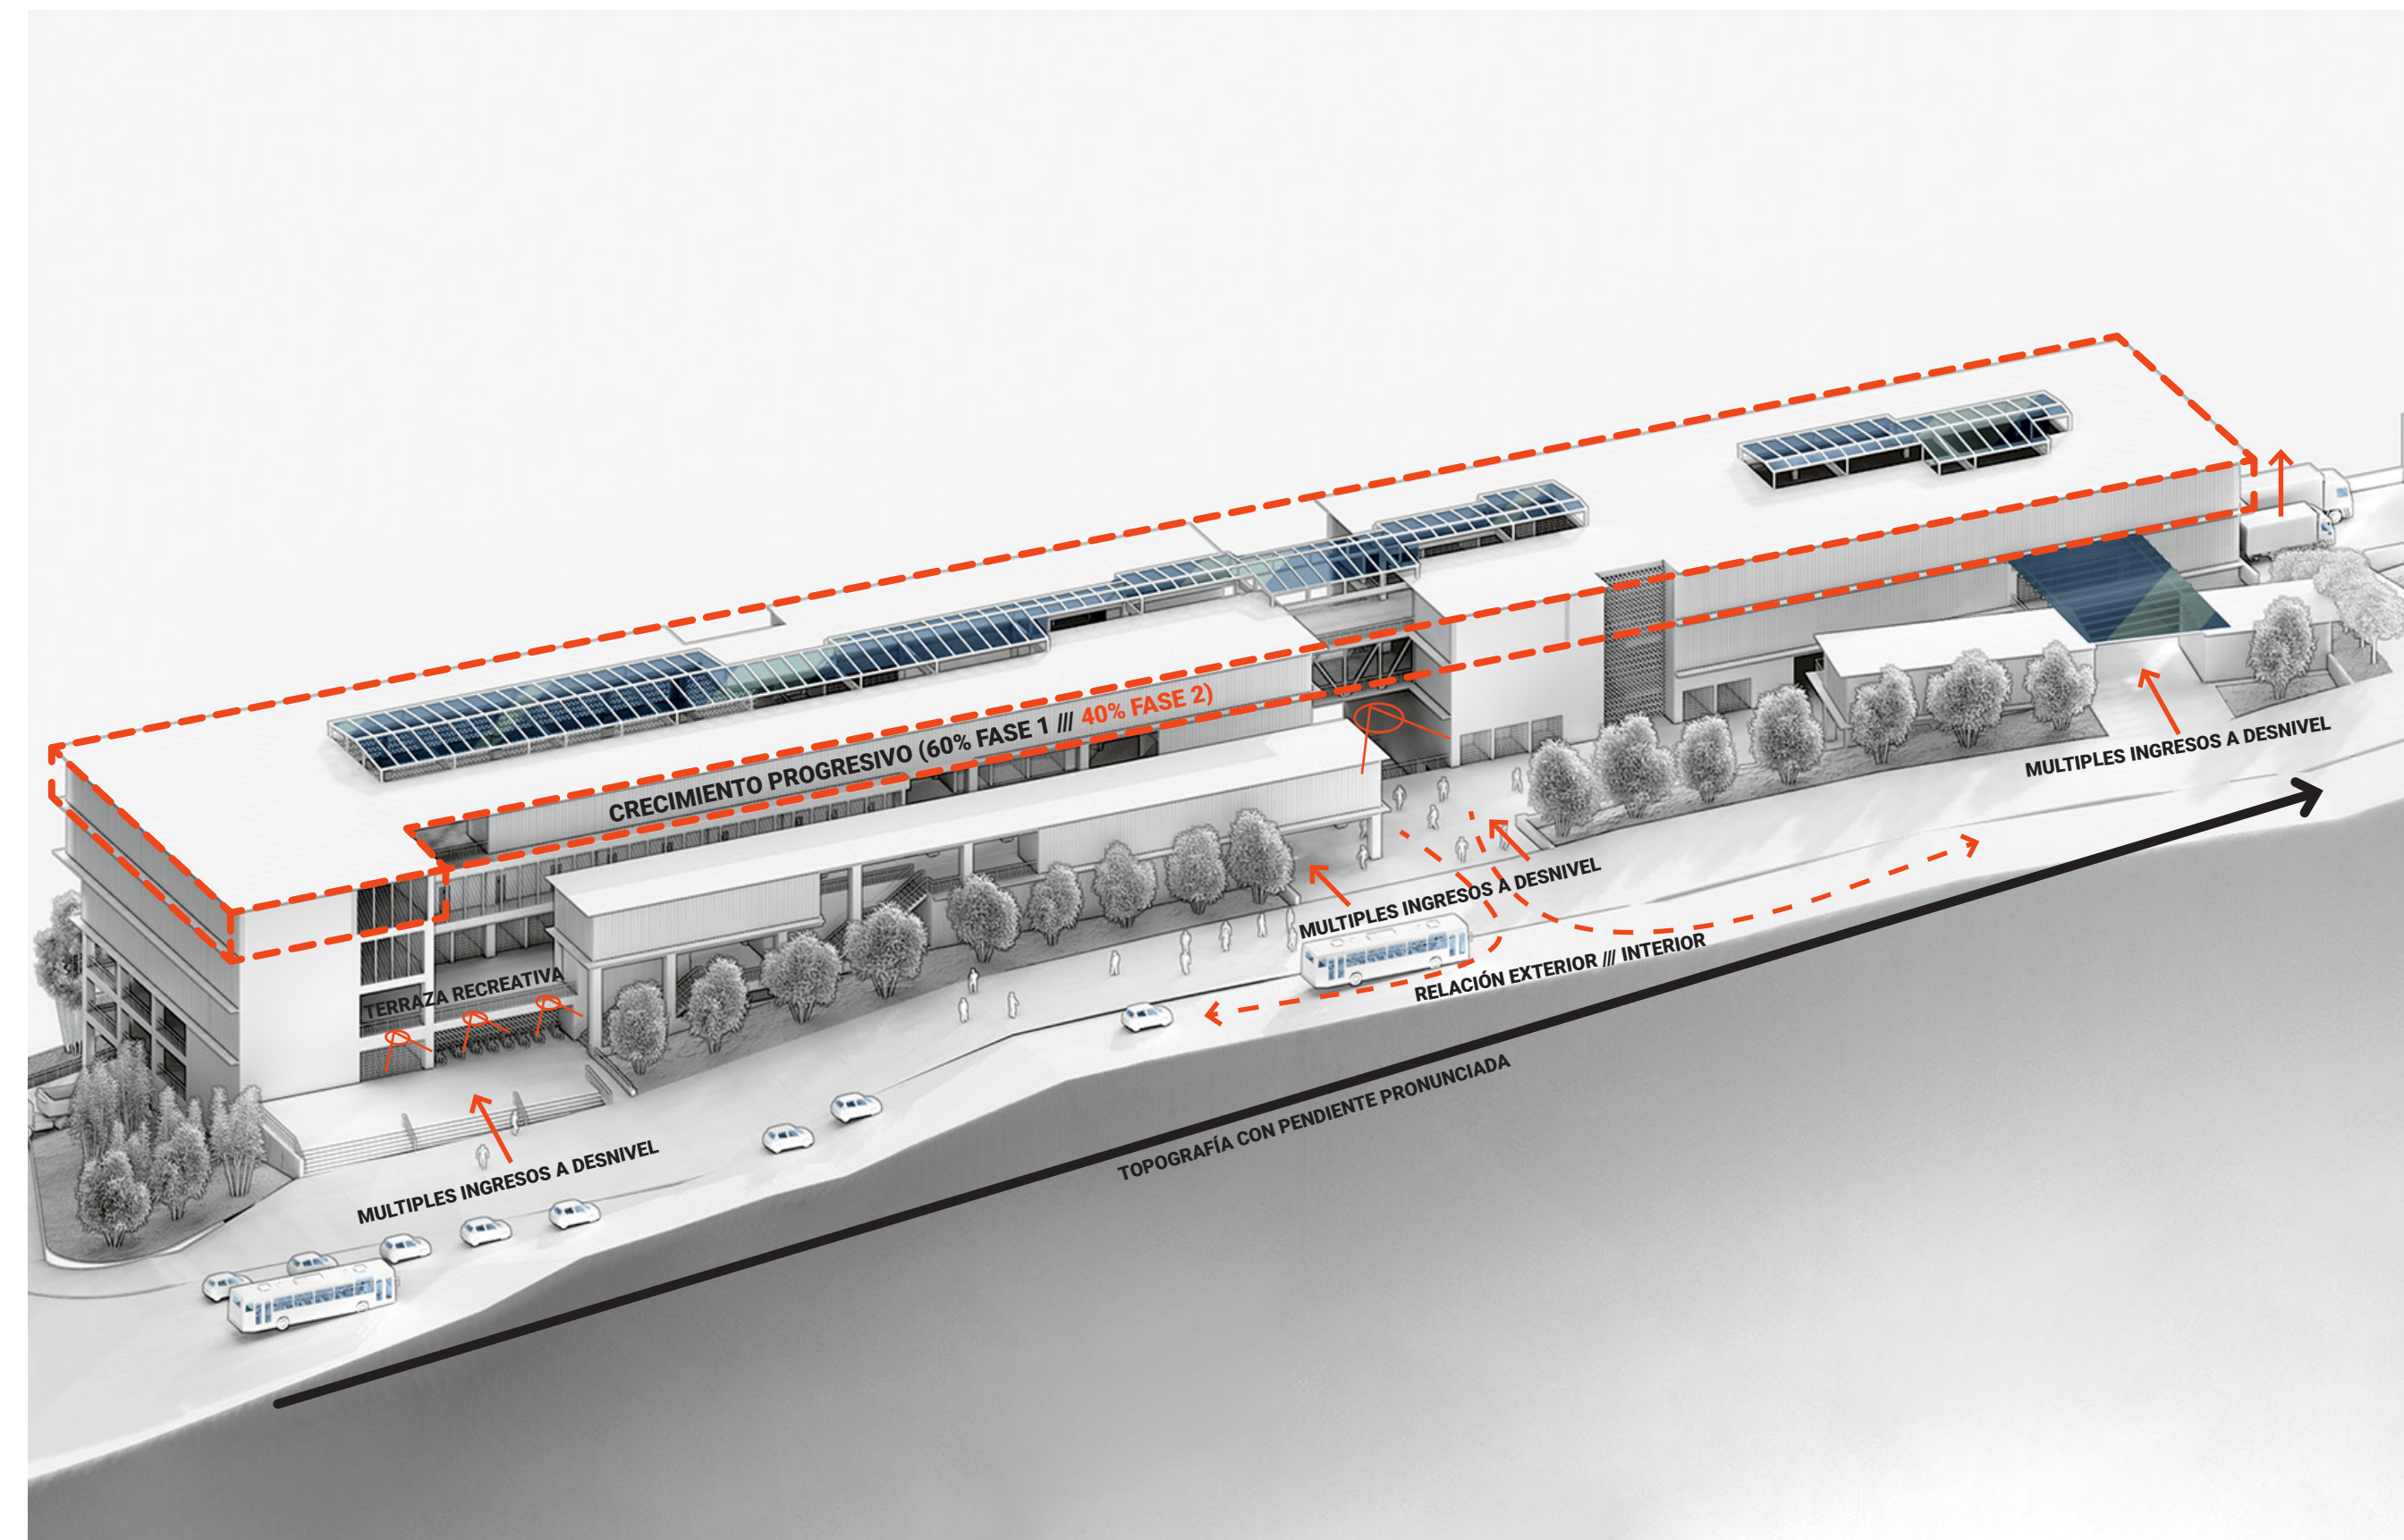 CRECIMIENTO PROGRESIVO (60% FASE 1 /// 40% FASE 2)
MULTIPLES INGRESOS A DESNIVEL
MULTIPLES INGRESOS A DESNIVEL
RELACIÓN EXTERIOR /// INTERIOR
TERRAZA RECREATIVA
TOPOGRAFÍA CON PENDIENTE PRONUNCIADA
MULTIPLES INGRESOS A DESNIVEL